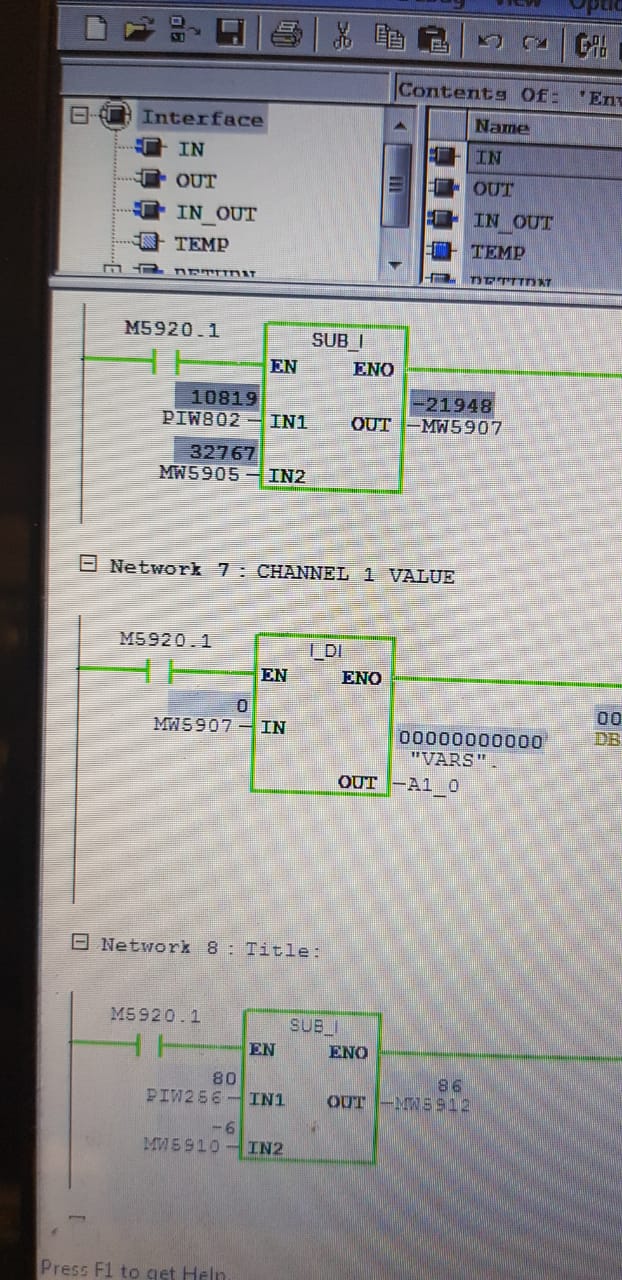 View Optio
Contents Of: 'Env
Interface
IN
OUT
IN_OUT
TEMP
Name
IN
OUT
IN_OUT
TEMP
M5920.1
SUB_I
EN ENO
10819
PIW802 IN1
-21948
OUT MW5907
32767
MW5905 IN2
Network 7 : CHANNEL 1 VALUE
M5920.1
I_DI
EN ENO
0
MW5907 IN
00000000000
"VARS".
OUT A1_0
00
DB
Network 8 : Title:
M5920.1
SUB_I
EN ENO
80
PIW256 IN1
86
OUT MW5912
-6
MW5910 IN2
Press F1 to get Help